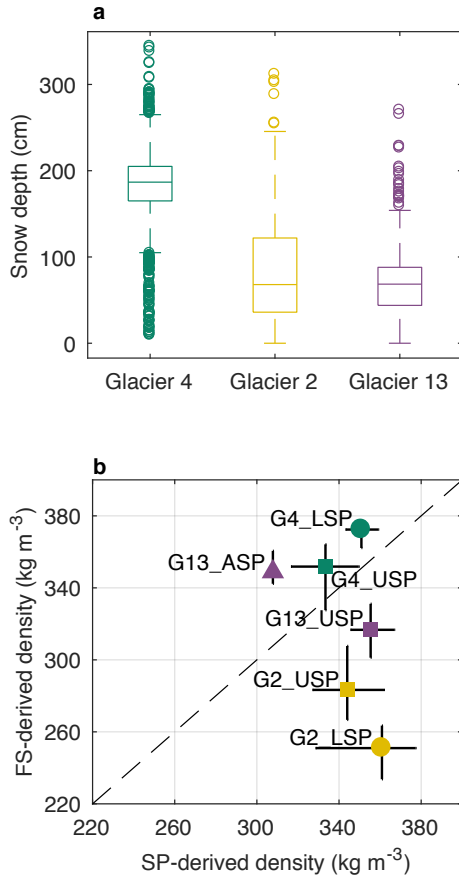 a
300
200
100
0
Snow depth (cm)
Glacier 4 Glacier 2 Glacier 13
b
380
340
300
260
220
FS-derived density (kg m⁻³)
G4_LSP
G13_ASP
G4_USP
G13_USP
G2_USP
G2_LSP
220 260 300 340 380
SP-derived density (kg m⁻³)